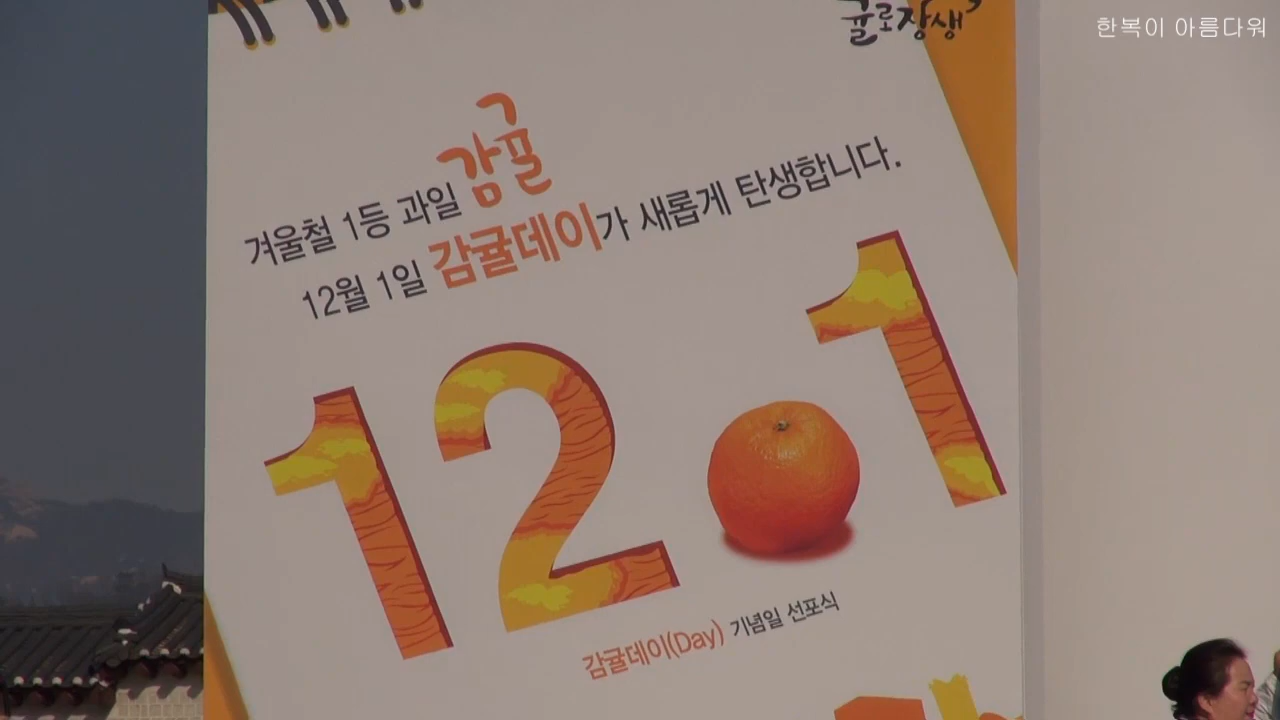 한복이 아름다워
귤로장생
겨울철 1등 과일 감귤
12월 1일 감귤데이가 새롭게 탄생합니다.
12.1
감귤데이(Day) 기념일 선포식